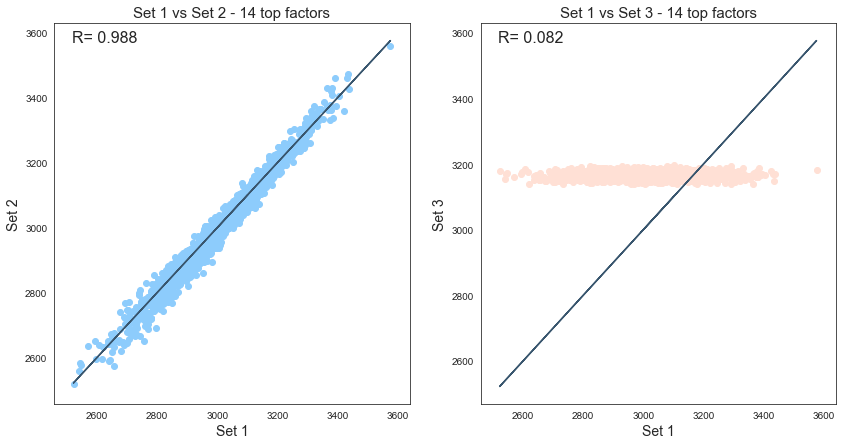 Set 1 vs Set 2 - 14 top factors
R= 0.988
3600
3400
3200
3000
2800
2600
Set 2
2600 2800 3000 3200 3400 3600
Set 1
Set 1 vs Set 3 - 14 top factors
R= 0.082
3600
3400
3200
3000
2800
2600
Set 3
2600 2800 3000 3200 3400 3600
Set 1